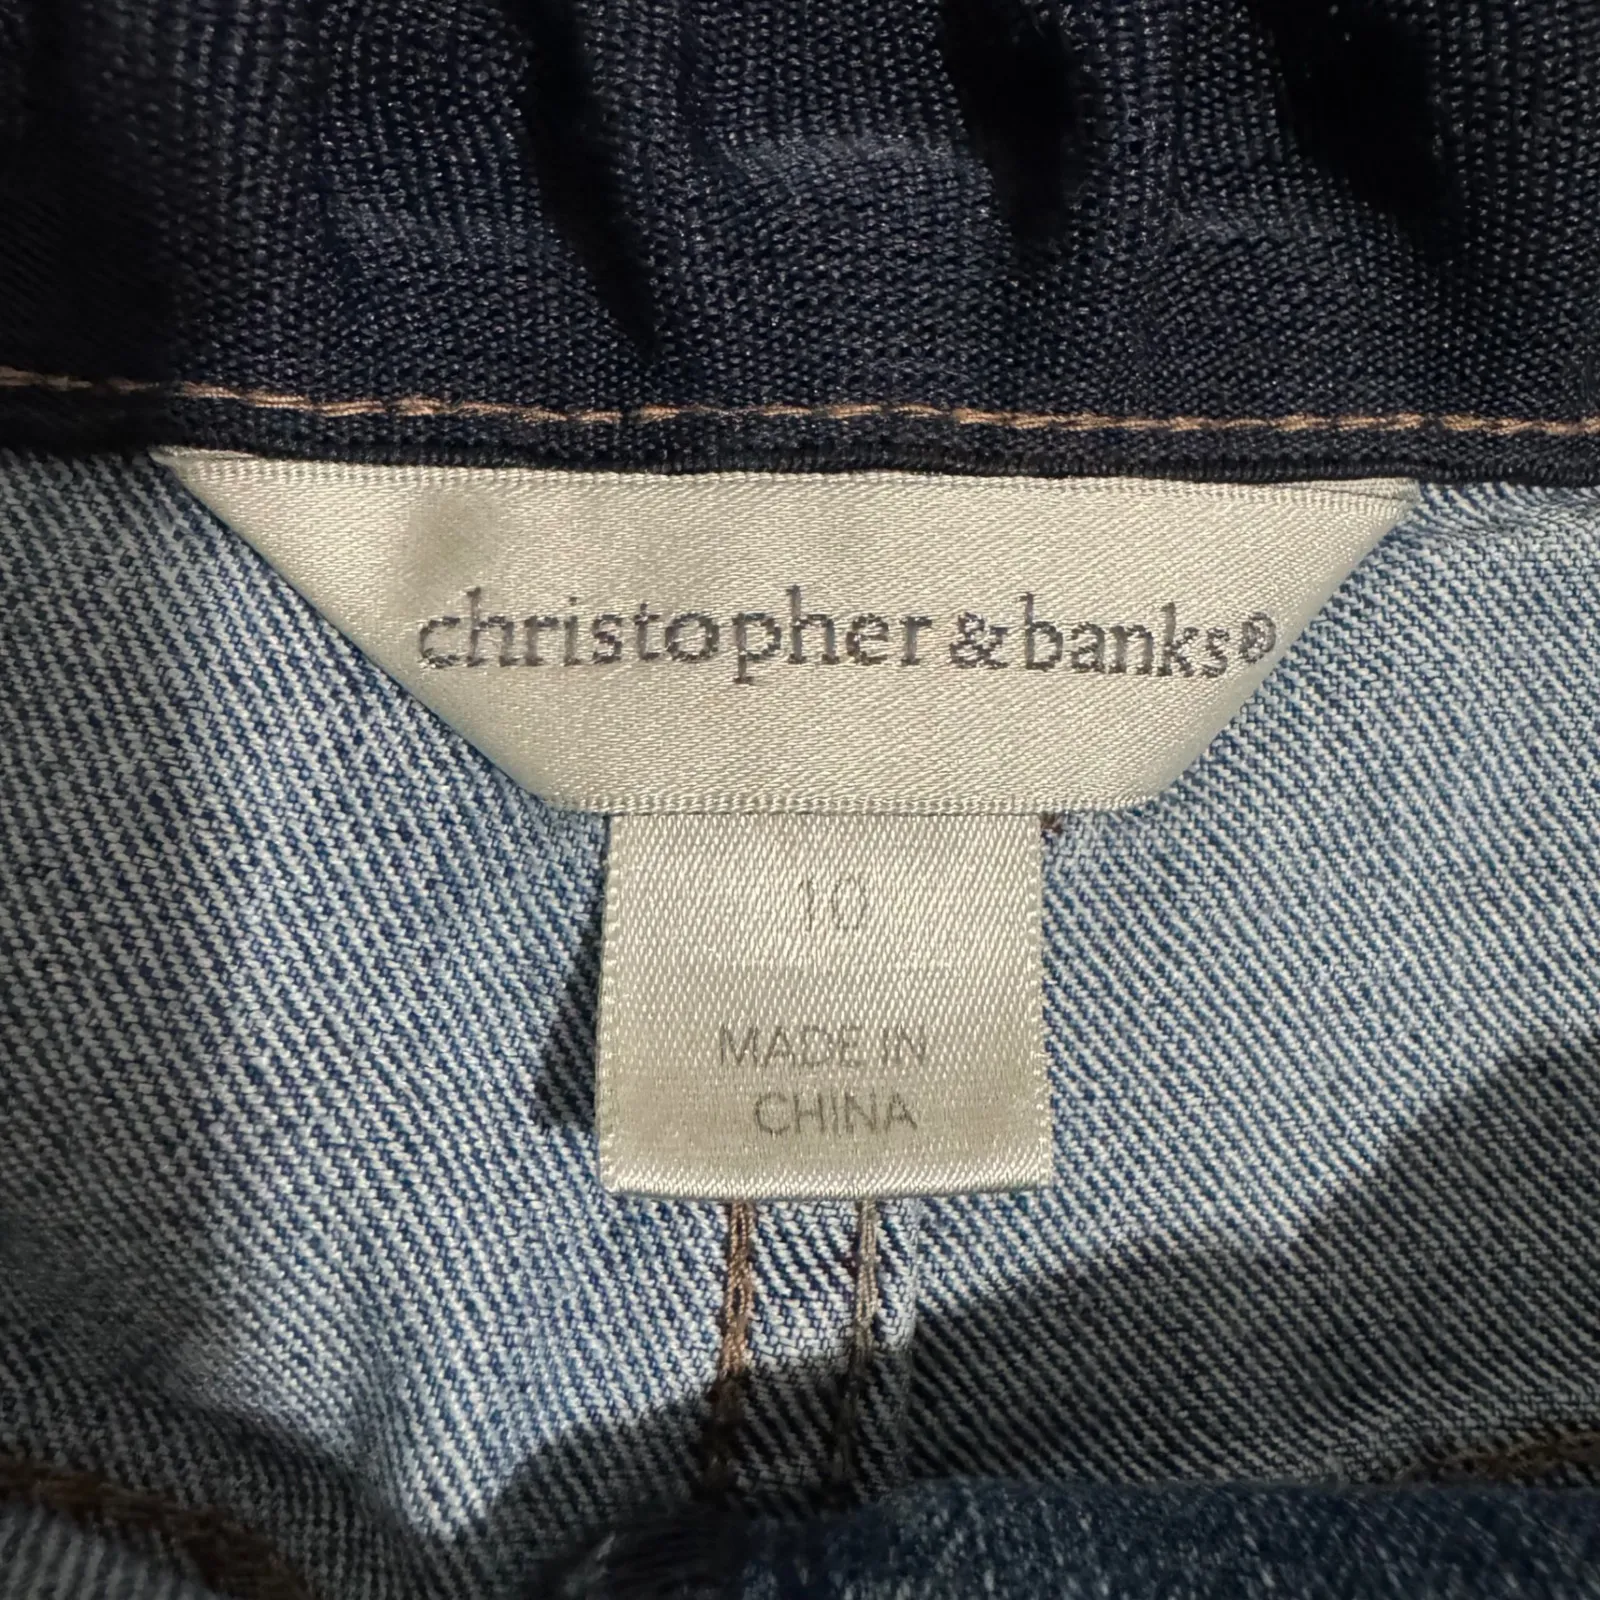 christopher & banks®
10
MADE IN
CHINA